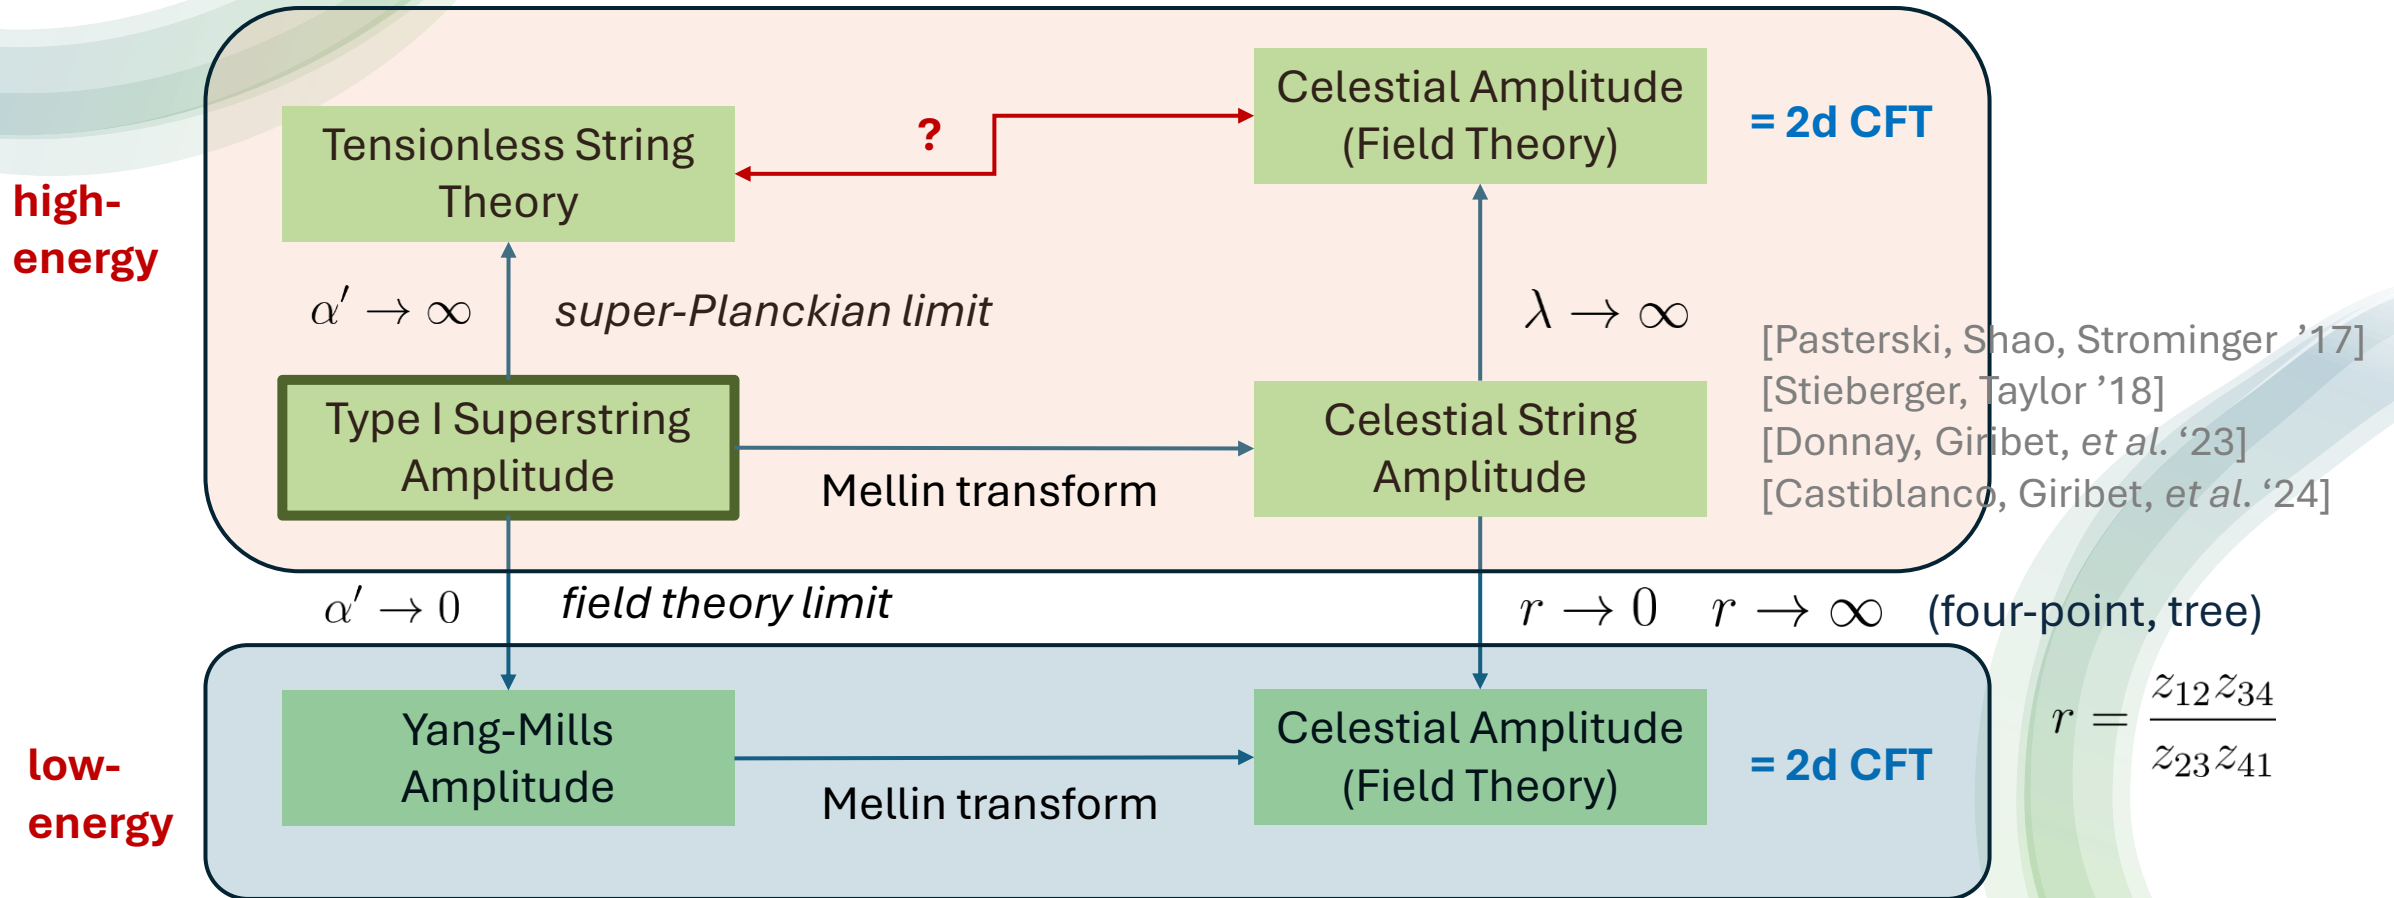 high-
energy
Tensionless String
Theory
?
Celestial Amplitude
(Field Theory)
= 2d CFT
α′ → ∞
super-Planckian limit
λ → ∞
Type I Superstring
Amplitude
Mellin transform
Celestial String
Amplitude
[Pasterski, Shao, Strominger ’17]
[Stieberger, Taylor ’18]
[Donnay, Giribet, et al. ‘23]
[Castiblanco, Giribet, et al. ‘24]
α′ → 0
field theory limit
r → 0 r → ∞ (four-point, tree)
low-
energy
Yang-Mills
Amplitude
Mellin transform
Celestial Amplitude
(Field Theory)
= 2d CFT
r = z₁₂z₃₄ / z₂₃z₄₁